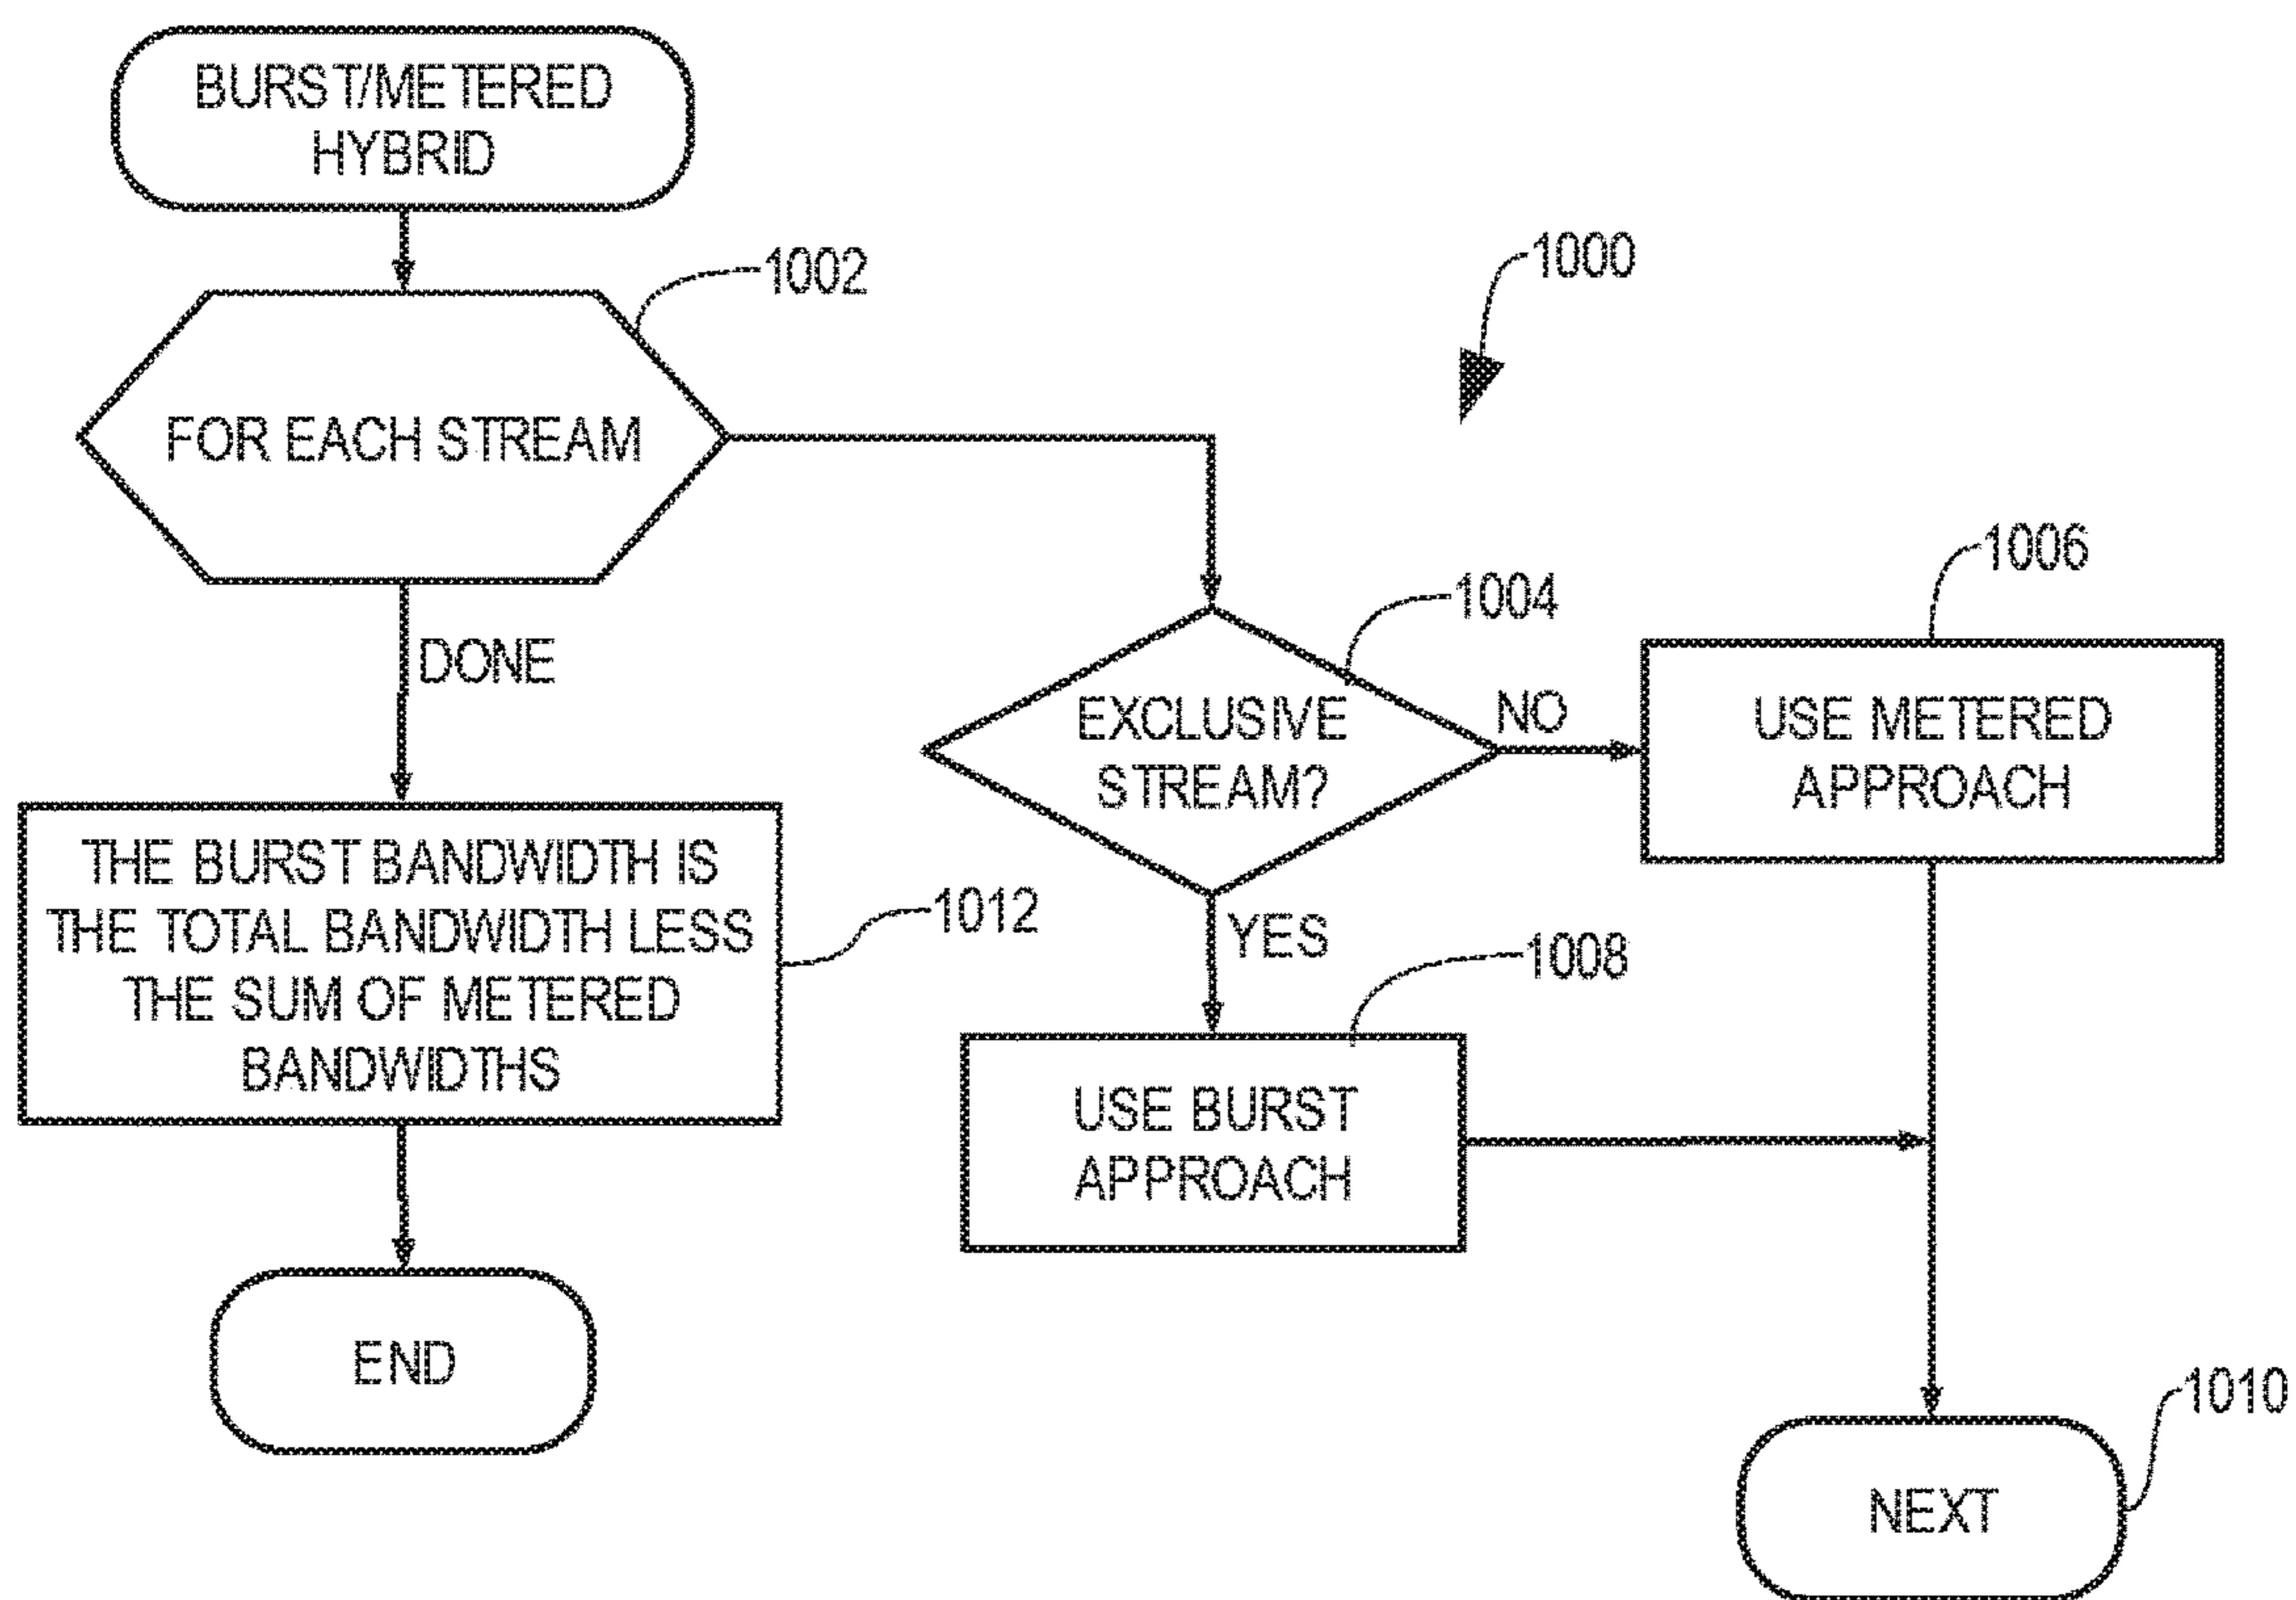 BURST/METERED
HYBRID
1002
1000
FOR EACH STREAM
DONE
1004
1006
EXCLUSIVE
STREAM?
NO
USE METERED
APPROACH
YES
THE BURST BANDWIDTH IS
THE TOTAL BANDWIDTH LESS
THE SUM OF METERED
BANDWIDTHS
1012
1008
USE BURST
APPROACH
END
1010
NEXT